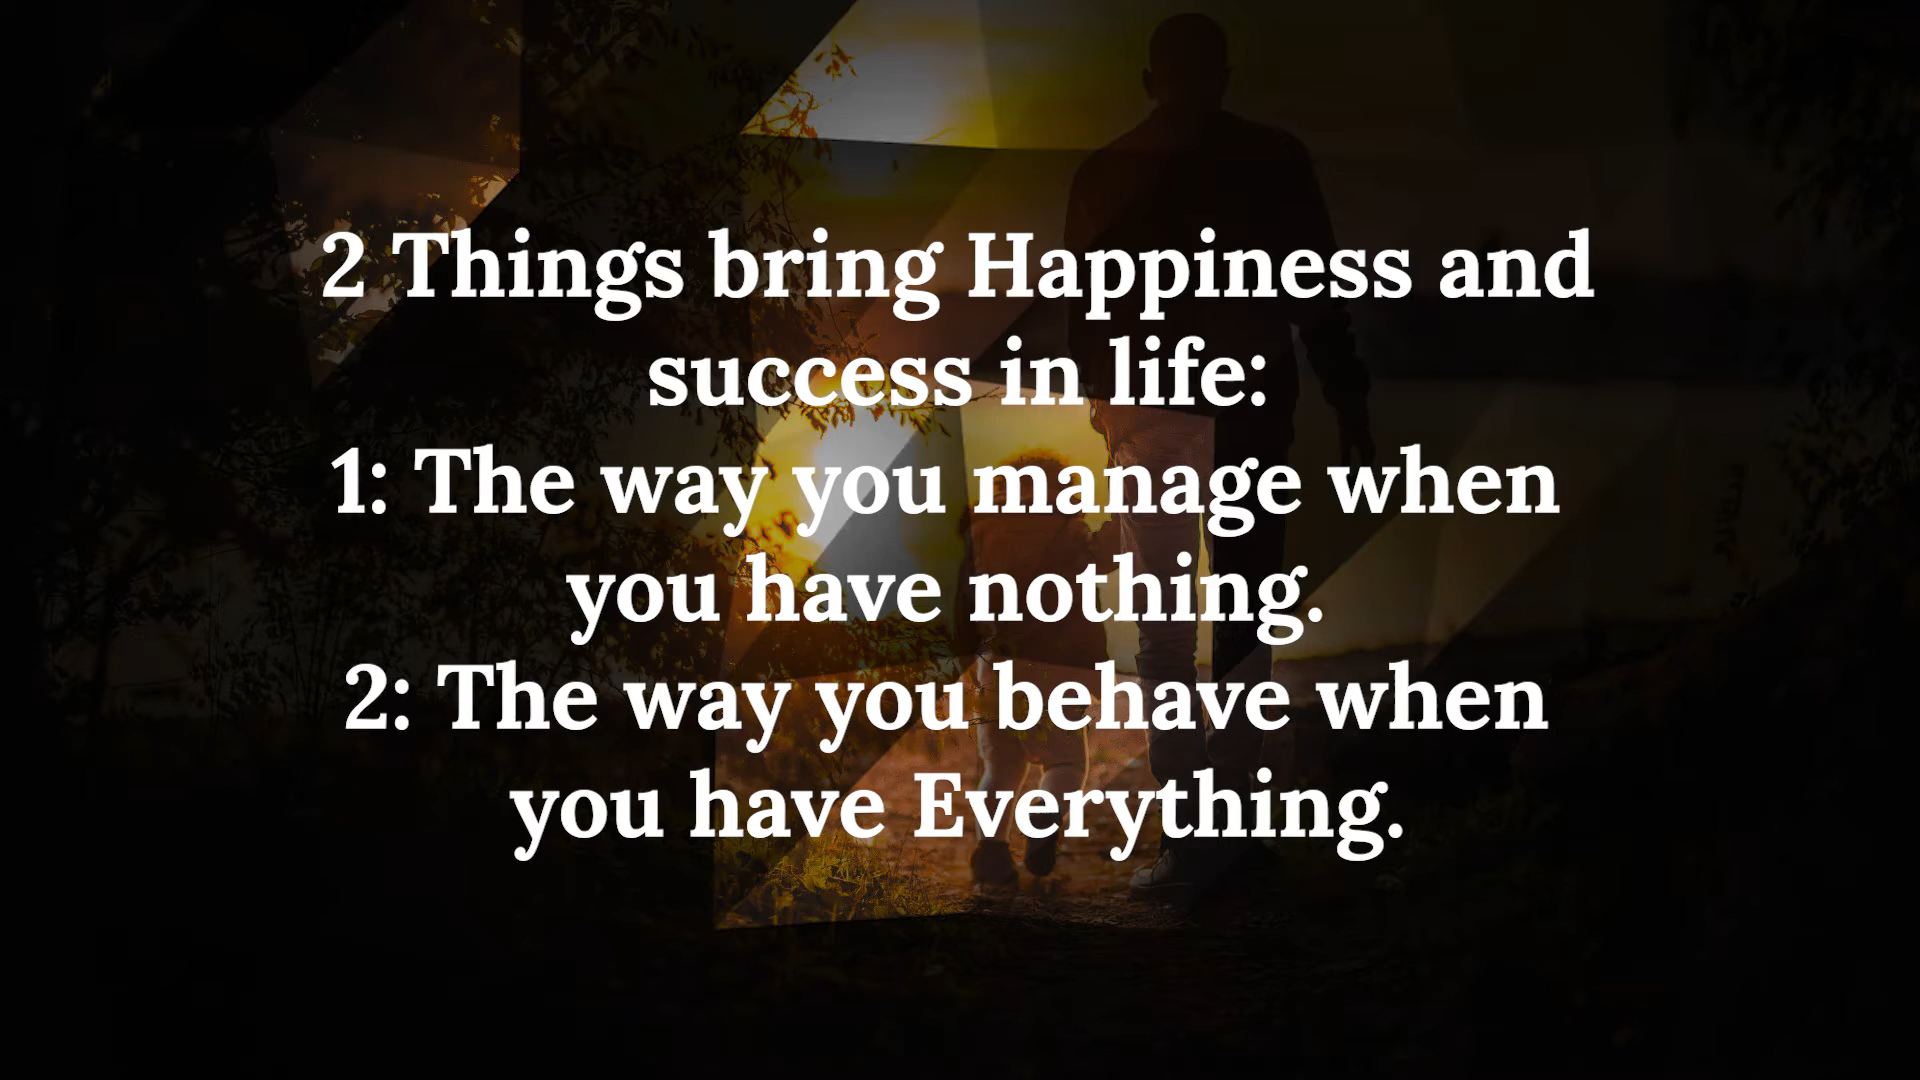 2 Things bring Happiness and
success in life:
1: The way you manage when
you have nothing.
2: The way you behave when
you have Everything.